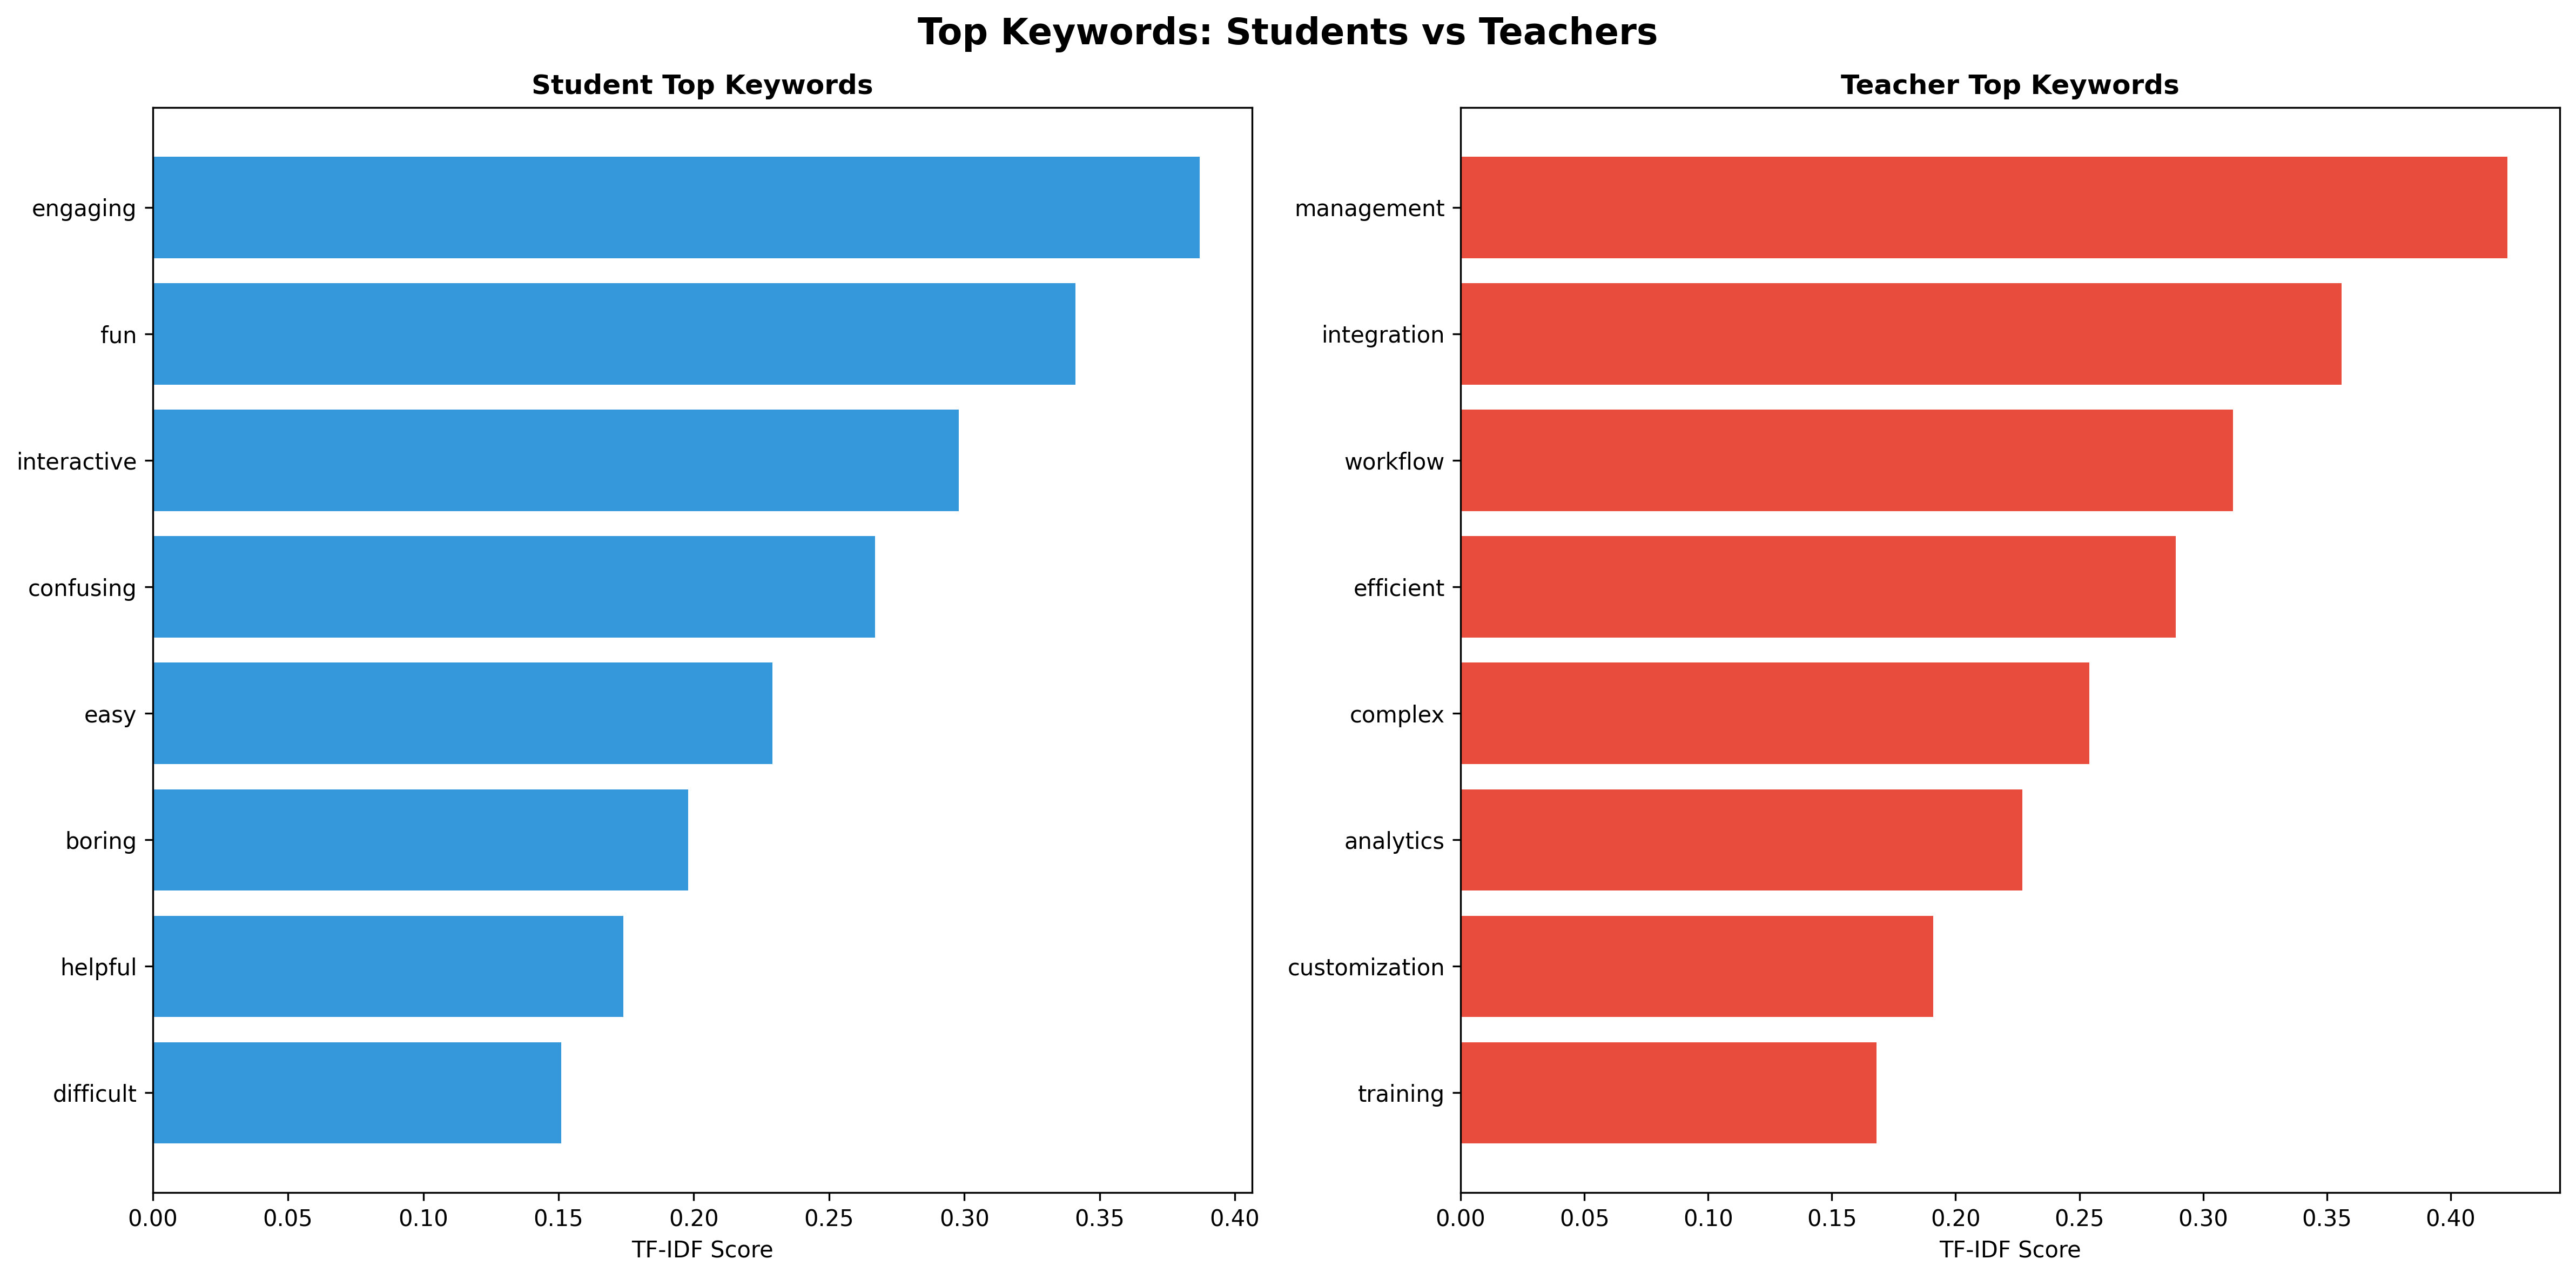 Top Keywords: Students vs Teachers
Student Top Keywords
engaging
fun
interactive
confusing
easy
boring
helpful
difficult
0.00 0.05 0.10 0.15 0.20 0.25 0.30 0.35 0.40
TF-IDF Score
Teacher Top Keywords
management
integration
workflow
efficient
complex
analytics
customization
training
0.00 0.05 0.10 0.15 0.20 0.25 0.30 0.35 0.40
TF-IDF Score